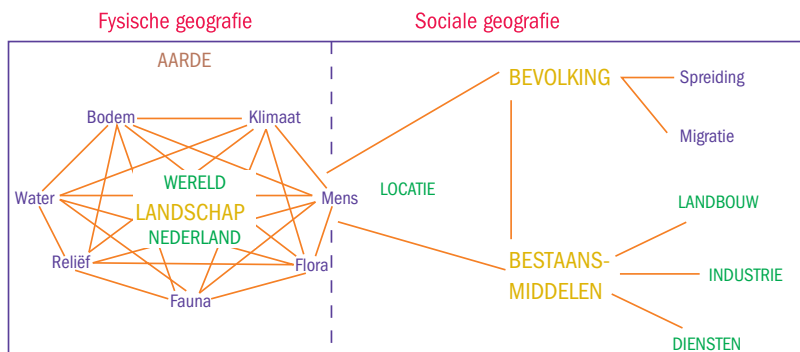 Fysische geografie
Sociale geografie
AARDE
BEVOLKING
Spreiding
Bodem
Klimaat
Migratie
WERELD
LOCATIE
Water
Mens
LANDSCHAP
LANDBOUW
NEDERLAND
Reliëf
Flora
BESTAANS-
MIDDELEN
INDUSTRIE
Fauna
DIENSTEN